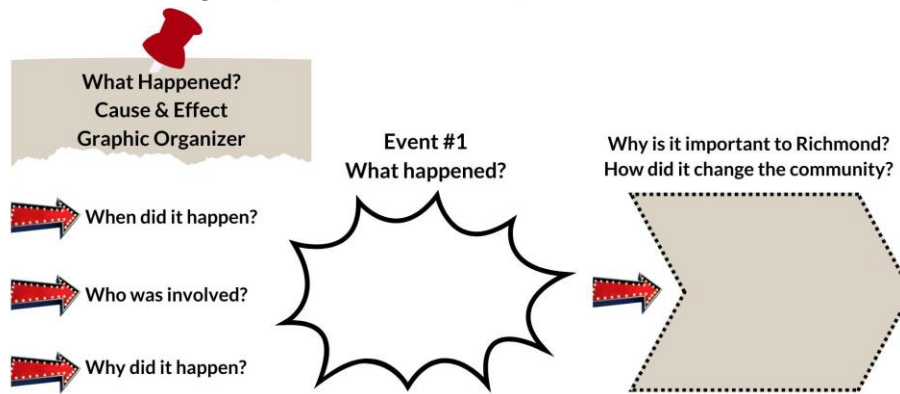 What Happened?
Cause & Effect
Graphic Organizer
Event #1
What happened?
Why is it important to Richmond?
How did it change the community?
When did it happen?
Who was involved?
Why did it happen?